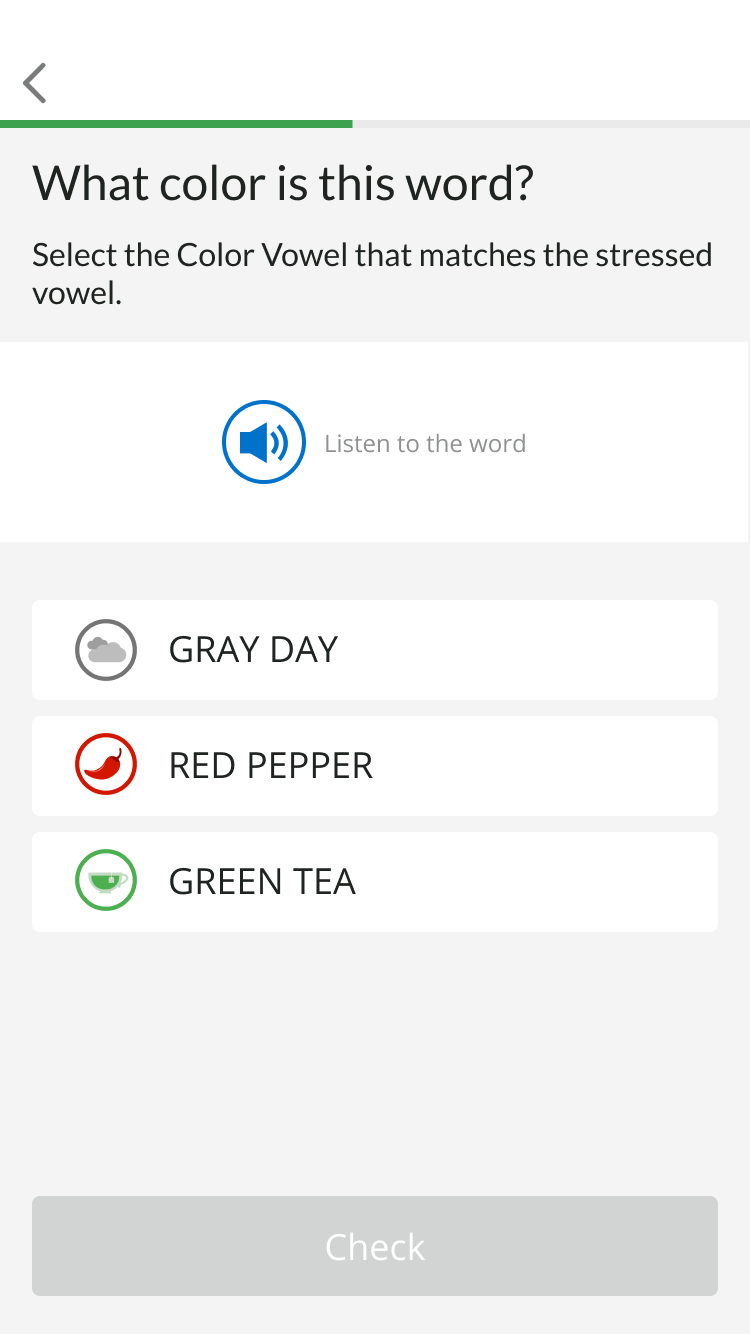 What color is this word?
Select the Color Vowel that matches the stressed
vowel.
Listen to the word
GRAY DAY
RED PEPPER
GREEN TEA
Check